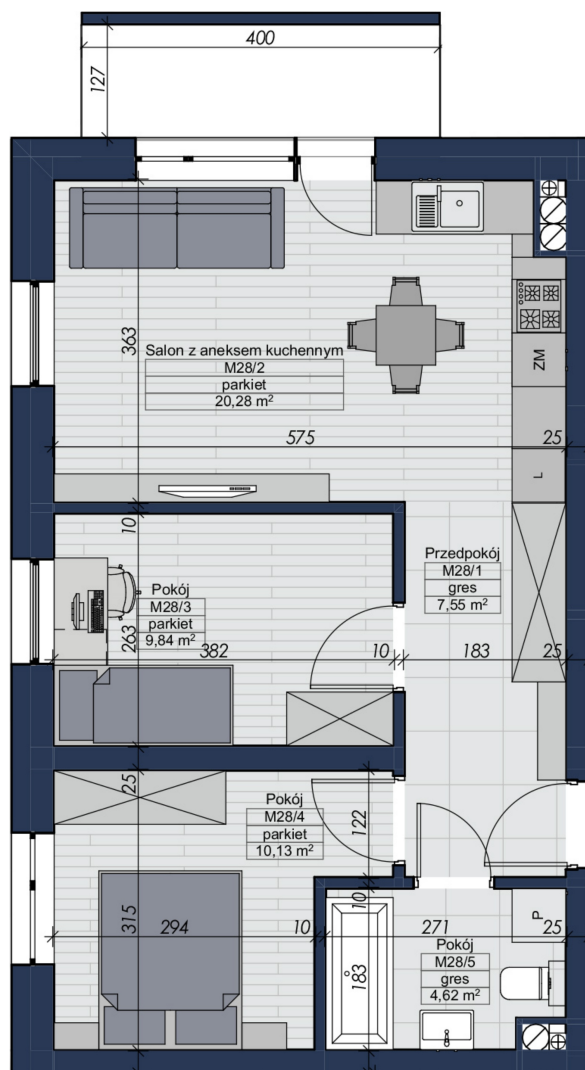 400
127
363
Salon z aneksem kuchennym
M28/2
parkiet
20,28 m²
ZM
575
25
L
10
Przedpokój
M28/1
gres
7,55 m²
Pokój
M28/3
parkiet
9,84 m²
263
382
10
183
25
25
Pokój
M28/4
parkiet
10,13 m²
122
10
315
294
10
271
25
P
183
Pokój
M28/5
gres
4,62 m²